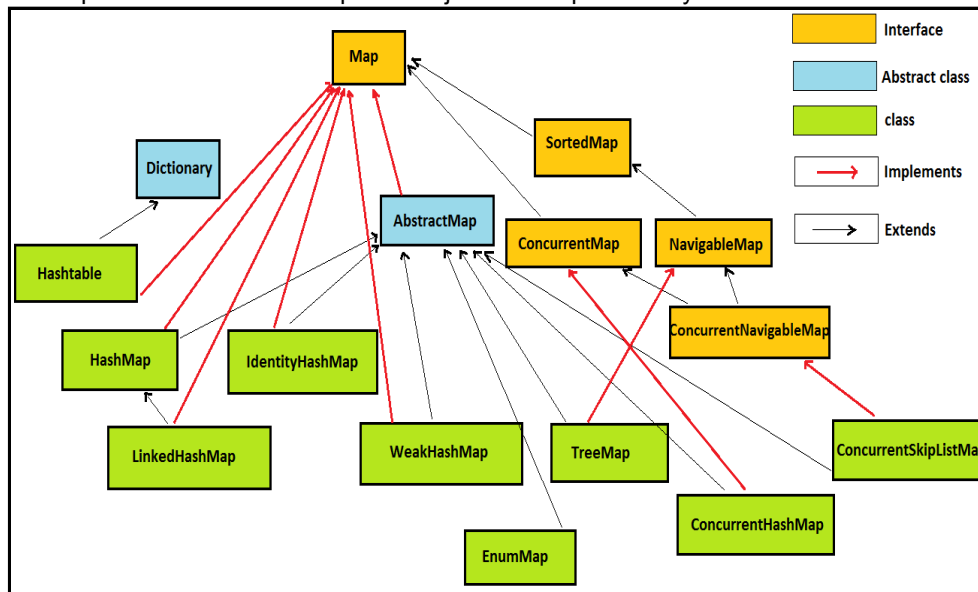 Map
Interface
Abstract class
class
Implements
Extends
SortedMap
Dictionary
AbstractMap
ConcurrentMap
NavigableMap
Hashtable
HashMap
IdentityHashMap
ConcurrentNavigableMap
LinkedHashMap
WeakHashMap
TreeMap
ConcurrentSkipListMa
ConcurrentHashMap
EnumMap